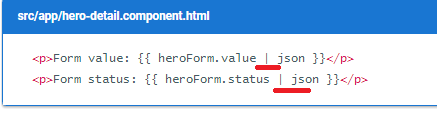 src/app/hero-detail.component.html
<p>Form value: {{ heroForm.value | json }}</p>
<p>Form status: {{ heroForm.status | json }}</p>